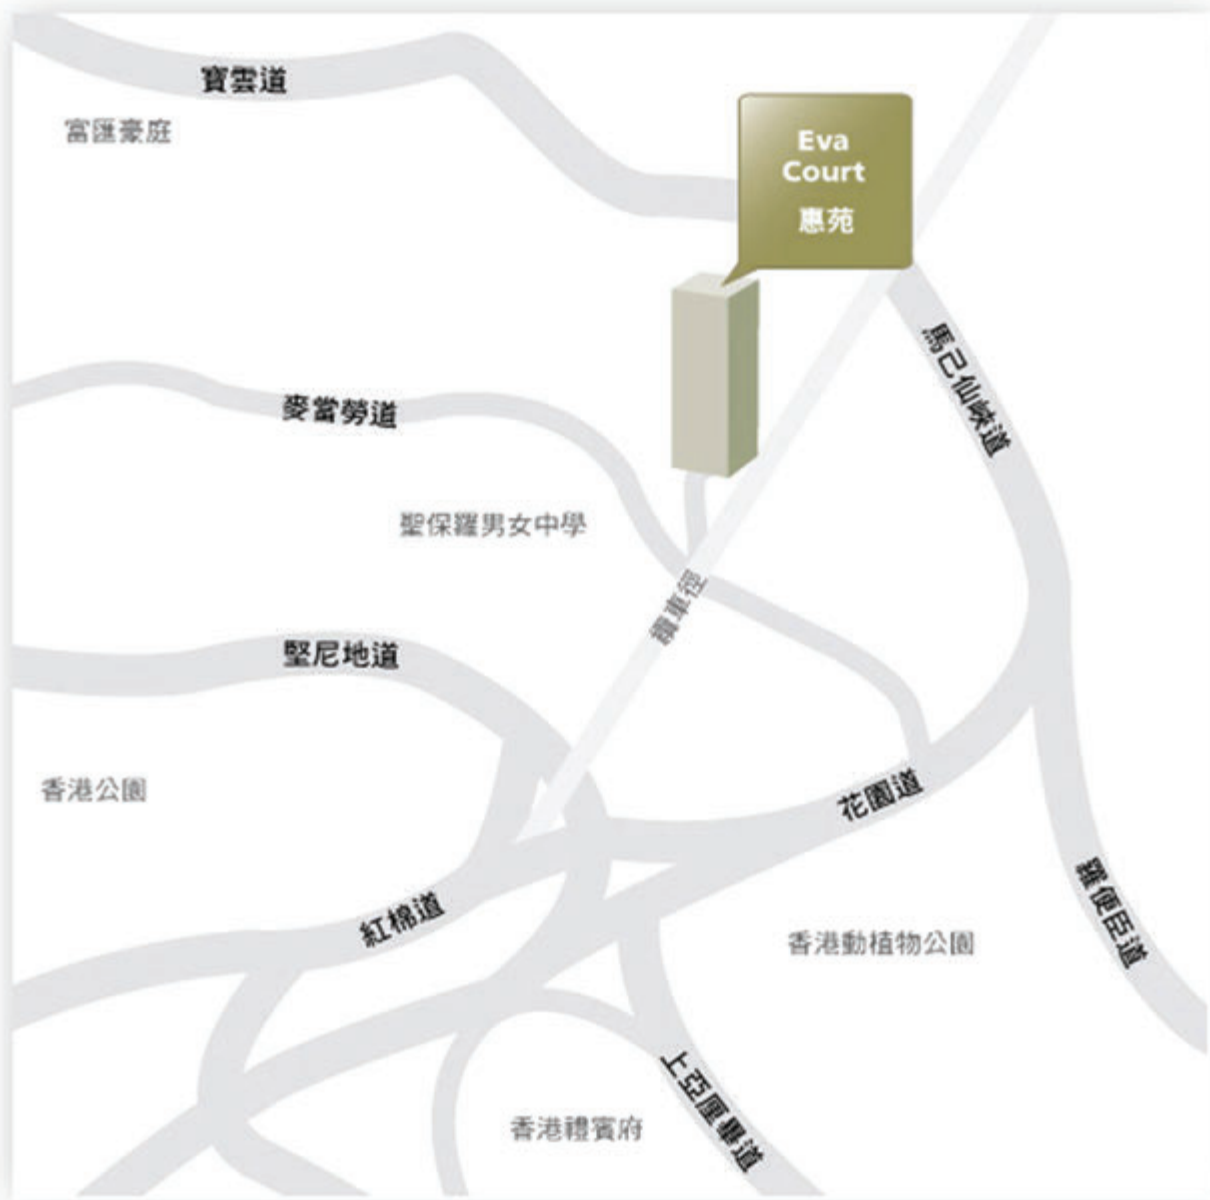 寶雲道
富匯豪庭
Eva
Court
惠苑
馬己仙峽道
麥當勞道
聖保羅男女中學
纜車徑
堅尼地道
香港公園
花園道
羅便臣道
紅棉道
香港動植物公園
上亞厘畢道
香港禮賓府